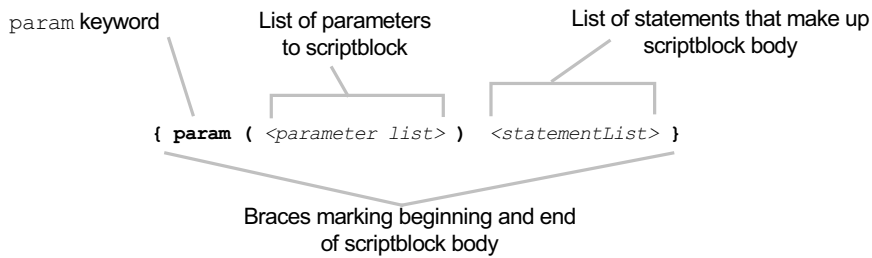 param keyword
List of parameters
to scriptblock
List of statements that make up
scriptblock body
{ param ( <parameter list> ) <statementList> }
Braces marking beginning and end
of scriptblock body